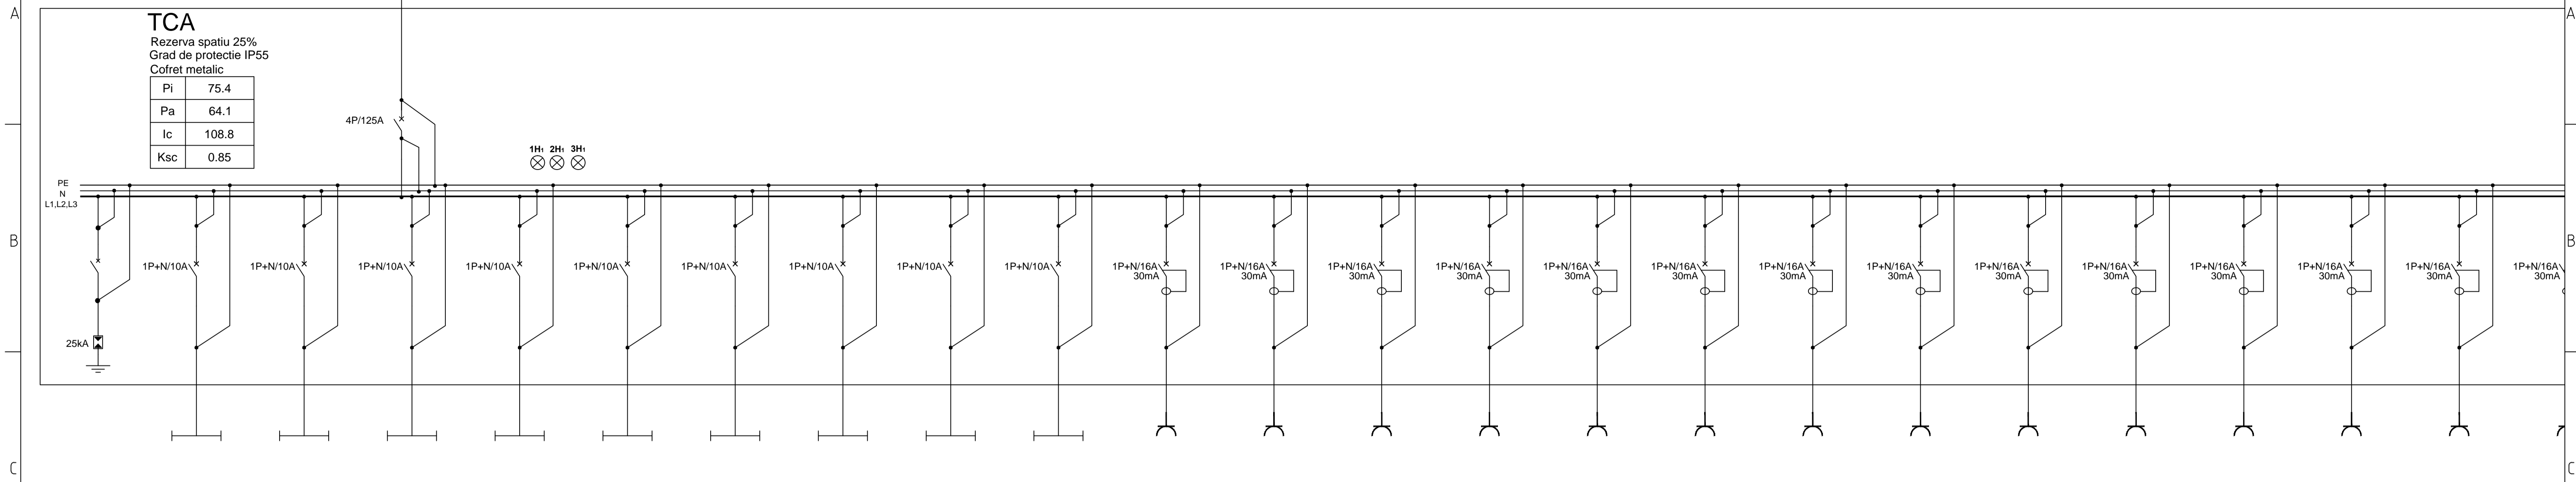 A
A
TCA
Rezerva spatiu 25%
Grad de protectie IP55
Cofret metalic
Pi 75.4
Pa 64.1
Ic 108.8
Ksc 0.85
4P/125A
1H1 2H1 3H1
PE
N
L1,L2,L3
B
B
1P+N/10A 1P+N/10A 1P+N/10A 1P+N/10A 1P+N/10A 1P+N/10A 1P+N/10A 1P+N/10A 1P+N/10A 1P+N/16A 1P+N/16A 1P+N/16A 1P+N/16A 1P+N/16A 1P+N/16A 1P+N/16A 1P+N/16A 1P+N/16A 1P+N/16A 1P+N/16A 1P+N/16A 1P+N/16A 1P+N/16A
30mA 30mA 30mA 30mA 30mA 30mA 30mA 30mA 30mA 30mA 30mA 30mA 30mA 30mA
25kA
C
C